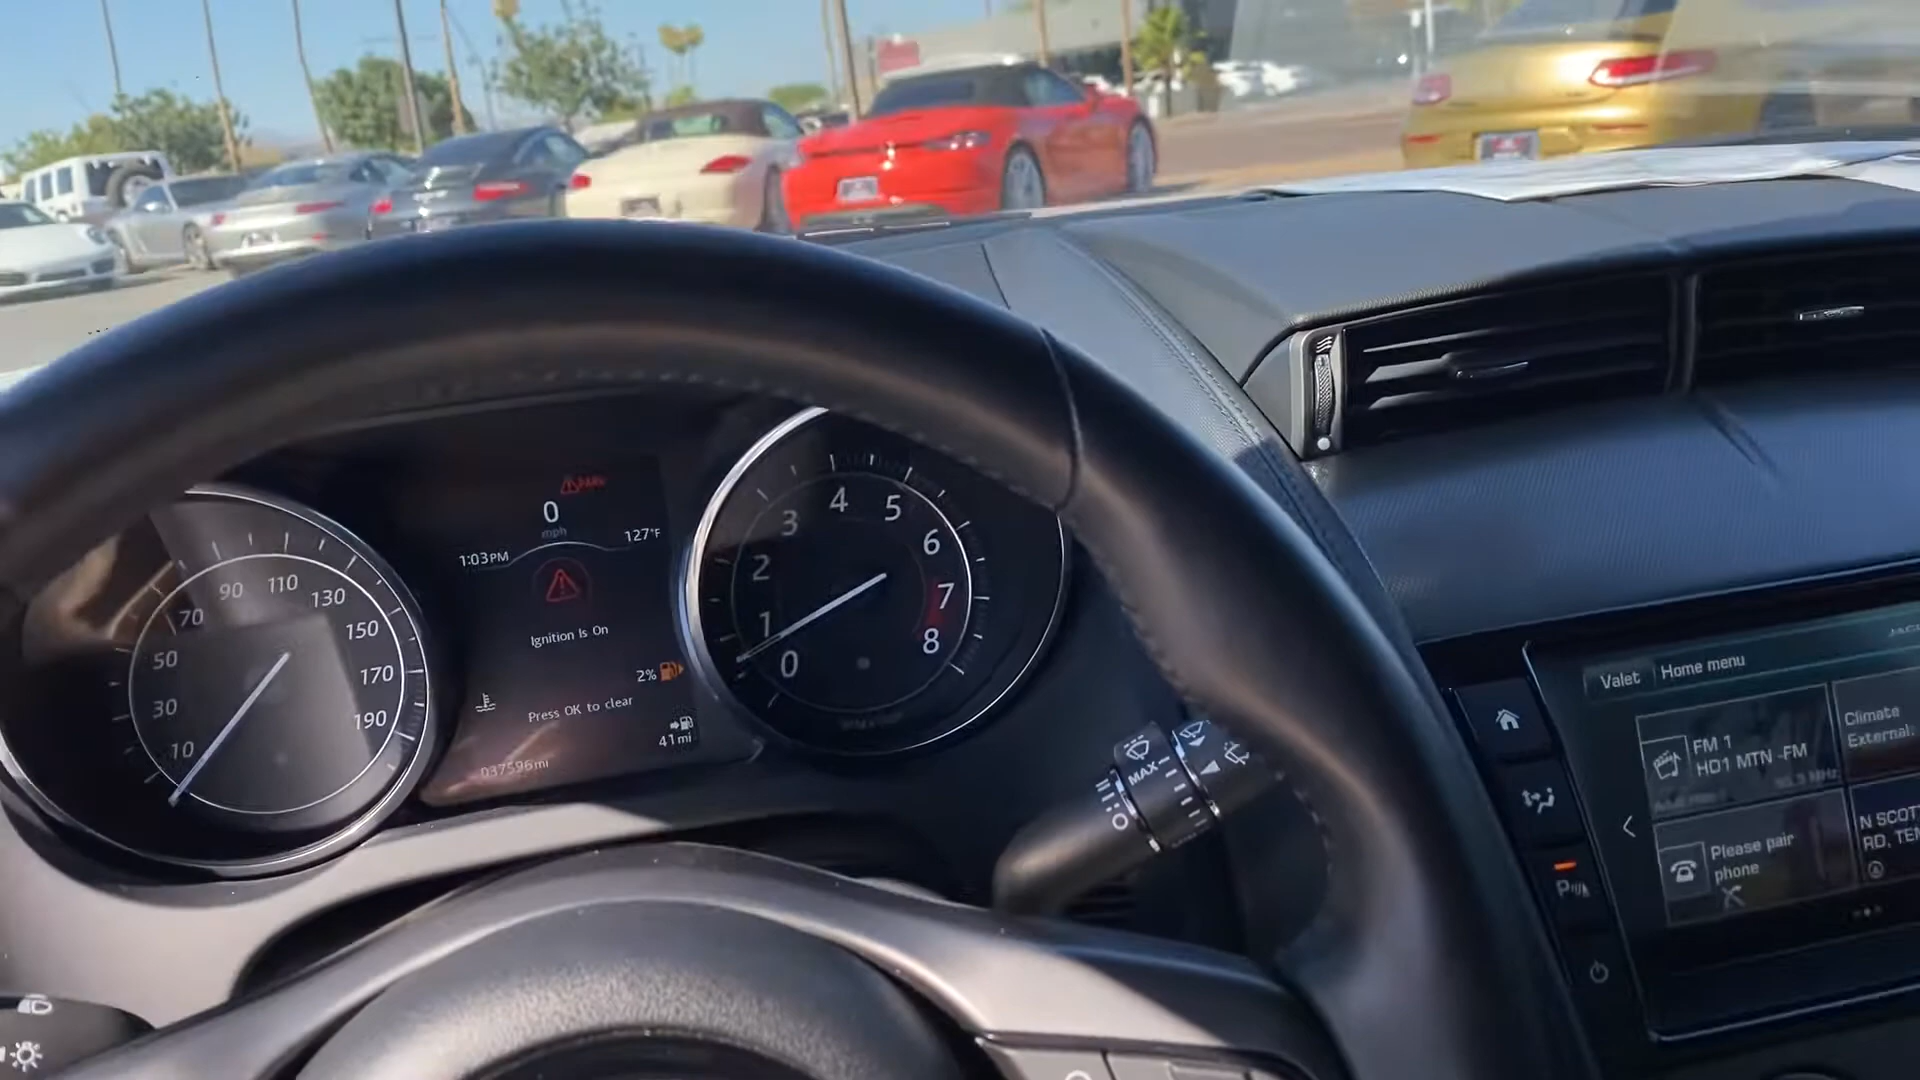 0
mph
1:03PM
127°F
Ignition Is On
2%
Press OK to clear
41mi
037596mi
10
30
50
70
90
110
130
150
170
190
0
1
2
3
4
5
6
7
8
MAX
Valet
Home menu
FM 1
HD1 MTN -FM
Climate
External:
Please pair
phone
N SCOT
RD, TEM